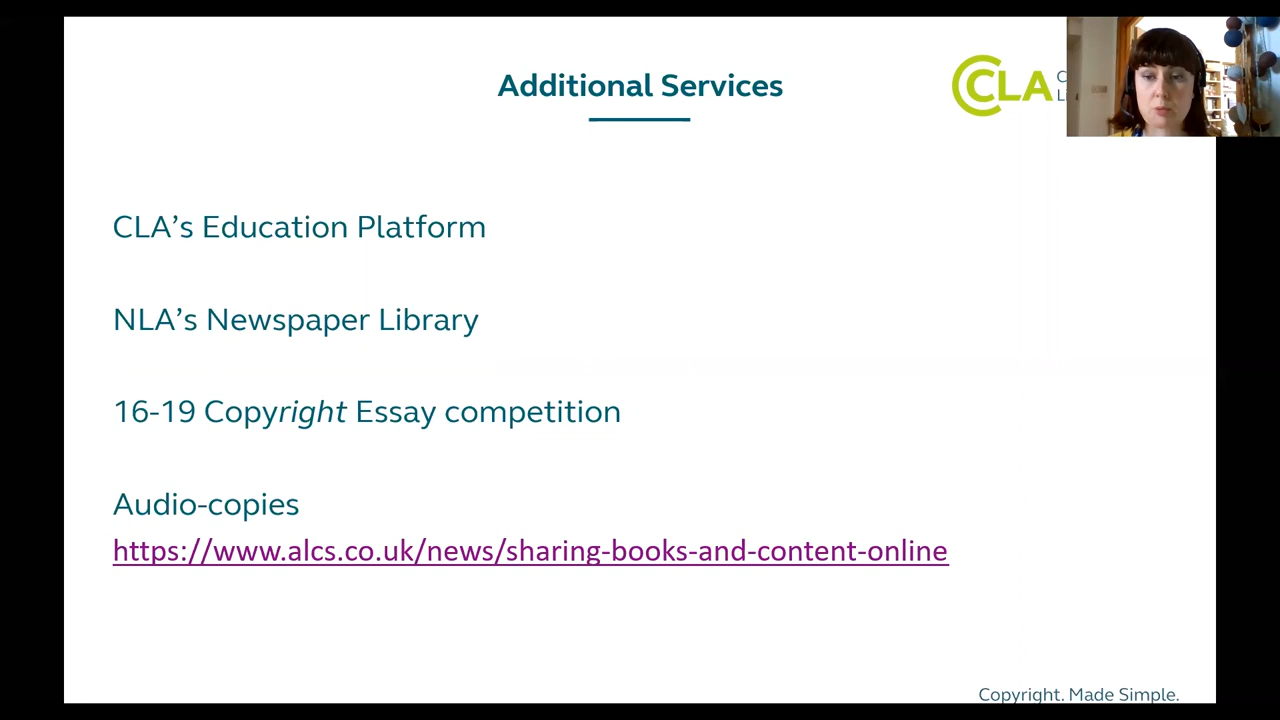 Additional Services
CLA
CLA’s Education Platform
NLA’s Newspaper Library
16-19 Copyright Essay competition
Audio-copies
https://www.alcs.co.uk/news/sharing-books-and-content-online
Copyright. Made Simple.